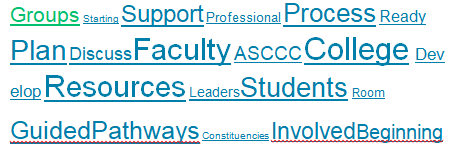 Groups Starting Support Professional Process Ready
Plan Discuss Faculty ASCCC College Dev
elop Resources Leaders Students Room
GuidedPathways Constituencies InvolvedBeginning